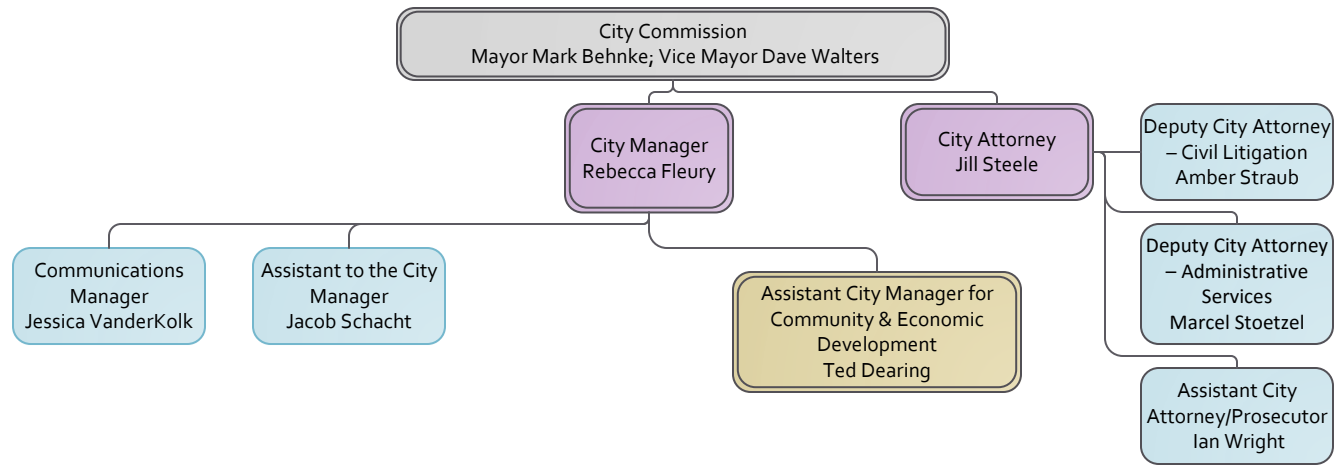 City Commission
Mayor Mark Behnke; Vice Mayor Dave Walters
City Manager
Rebecca Fleury
City Attorney
Jill Steele
Deputy City Attorney
– Civil Litigation
Amber Straub
Deputy City Attorney
– Administrative
Services
Marcel Stoetzel
Assistant City
Attorney/Prosecutor
Ian Wright
Communications
Manager
Jessica VanderKolk
Assistant to the City
Manager
Jacob Schacht
Assistant City Manager for
Community & Economic
Development
Ted Dearing